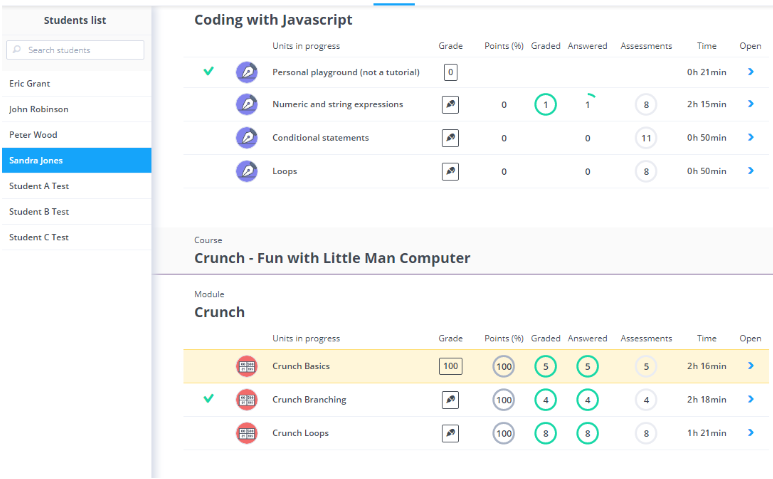 Students list
Search students
Eric Grant
John Robinson
Peter Wood
Sandra Jones
Student A Test
Student B Test
Student C Test
Coding with Javascript
Units in progress Grade Points (%) Graded Answered Assessments Time Open
Personal playground (not a tutorial) 0 0h 21min
Numeric and string expressions 0 1 1 8 2h 15min
Conditional statements 0 0 11 0h 50min
Loops 0 0 8 0h 50min
Course
Crunch - Fun with Little Man Computer
Module
Crunch
Units in progress Grade Points (%) Graded Answered Assessments Time Open
Crunch Basics 100 100 5 5 5 2h 16min
Crunch Branching 100 4 4 4 2h 18min
Crunch Loops 100 8 8 8 1h 21min